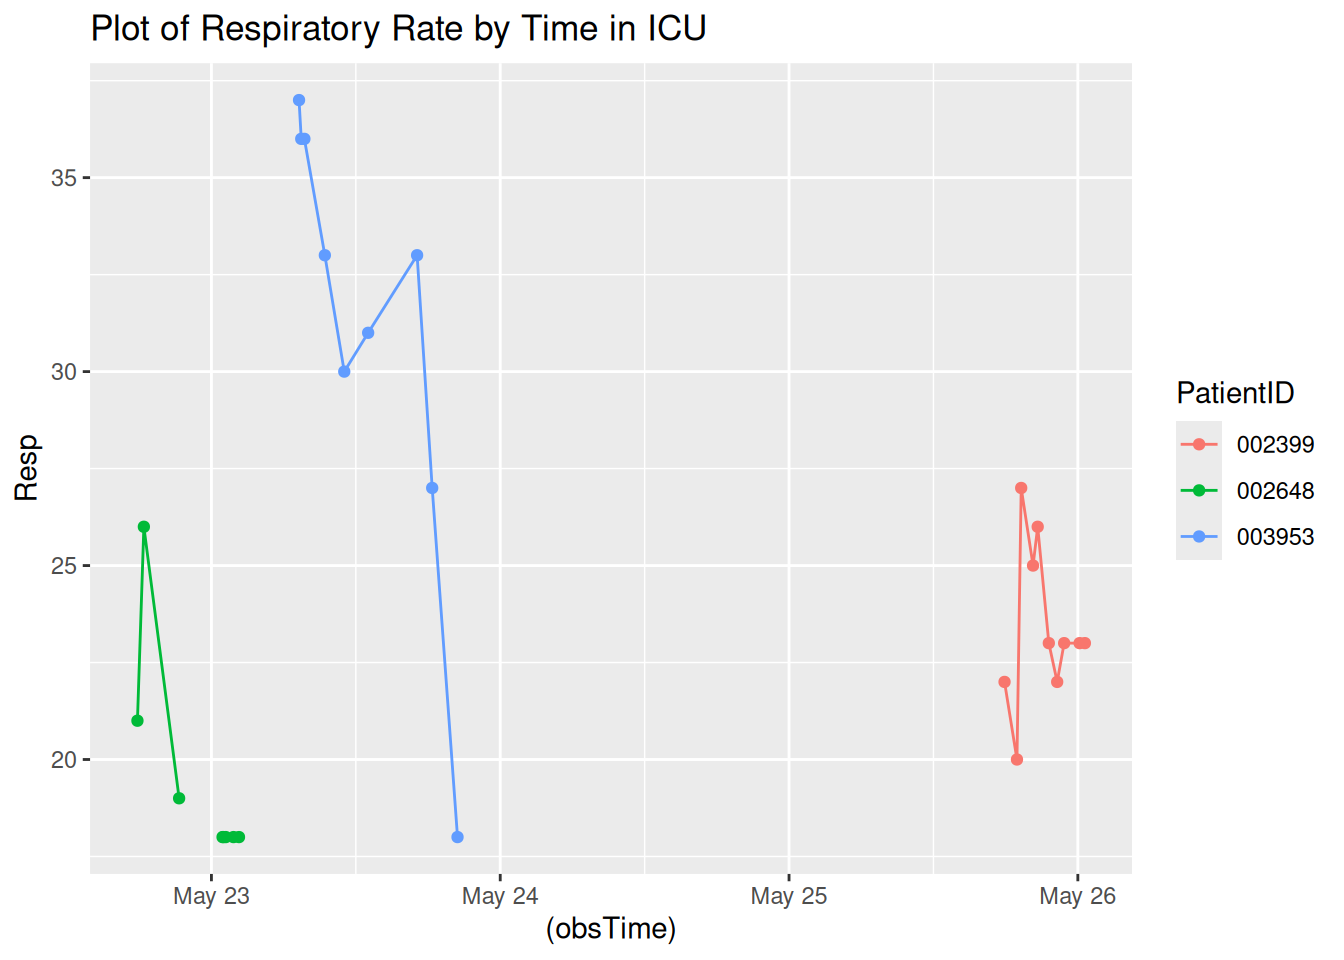 Plot of Respiratory Rate by Time in ICU
35
30
25
20
Resp
May 23
May 24
May 25
May 26
(obsTime)
PatientID
002399
002648
003953